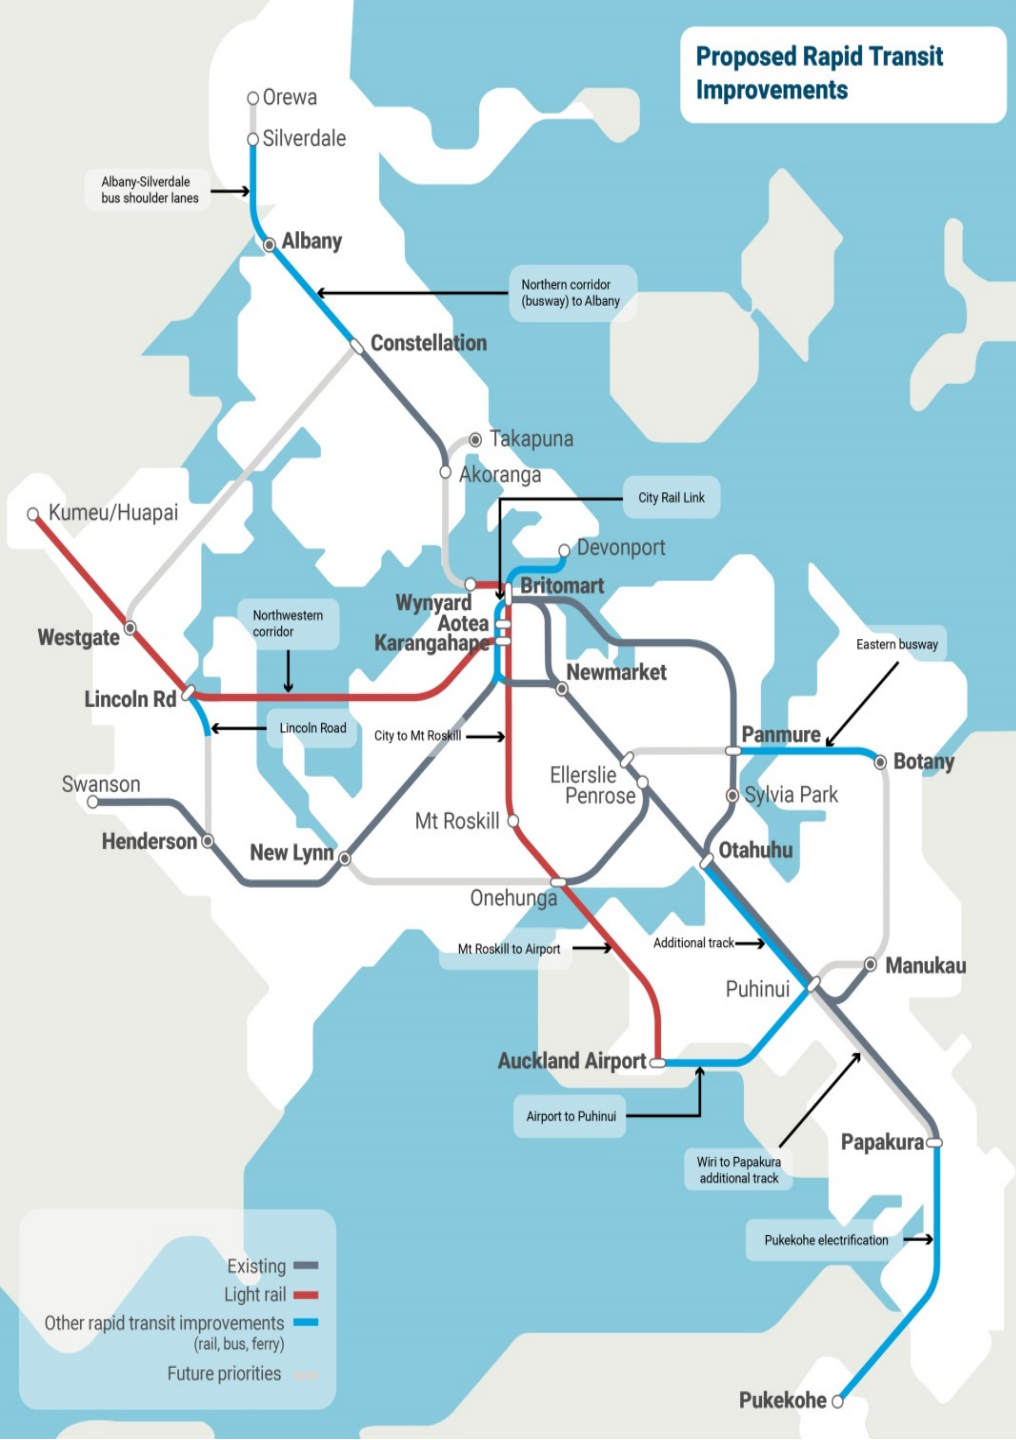 Proposed Rapid Transit
Improvements
Orewa
Silverdale
Albany-Silverdale
bus shoulder lanes
Albany
Northern corridor
(busway) to Albany
Constellation
Takapuna
Akoranga
City Rail Link
Kumeu/Huapai
Devonport
Britomart
Wynyard
Aotea
Karangahape
Northwestern
corridor
Westgate
Eastern busway
Newmarket
Lincoln Rd
Lincoln Road
City to Mt Roskill
Panmure
Botany
Ellerslie
Penrose
Swanson
Sylvia Park
Mt Roskill
Henderson
New Lynn
Otahuhu
Onehunga
Mt Roskill to Airport
Additional track
Manukau
Puhinui
Auckland Airport
Airport to Puhinui
Papakura
Wiri to Papakura
additional track
Pukekohe electrification
Existing
Light rail
Other rapid transit improvements
(rail, bus, ferry)
Future priorities
Pukekohe